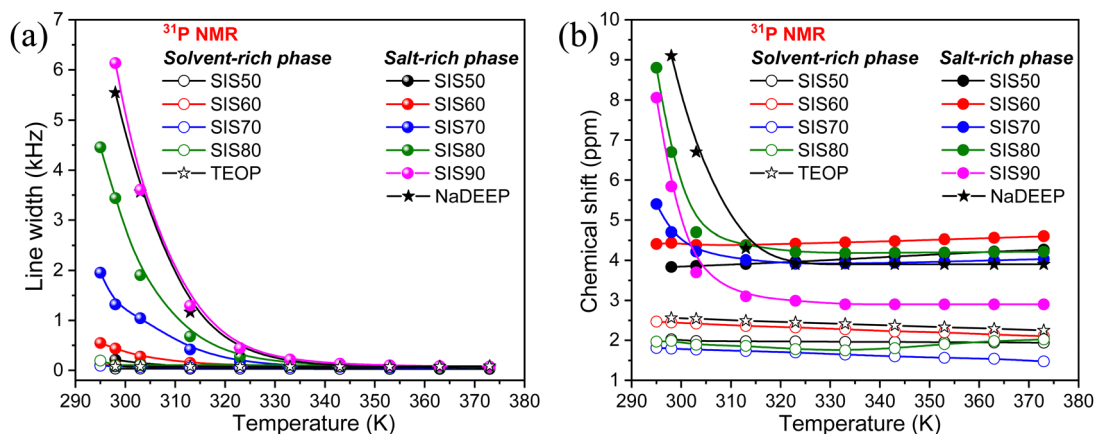 (a)
31P NMR
Solvent-rich phase
SIS50
SIS60
SIS70
SIS80
TEOP
Salt-rich phase
SIS50
SIS60
SIS70
SIS80
SIS90
NaDEEP
Line width (kHz)
7
6
5
4
3
2
1
0
290 300 310 320 330 340 350 360 370 380
Temperature (K)
(b)
31P NMR
Solvent-rich phase
SIS50
SIS60
SIS70
SIS80
TEOP
Salt-rich phase
SIS50
SIS60
SIS70
SIS80
SIS90
NaDEEP
Chemical shift (ppm)
10
9
8
7
6
5
4
3
2
1
290 300 310 320 330 340 350 360 370 380
Temperature (K)